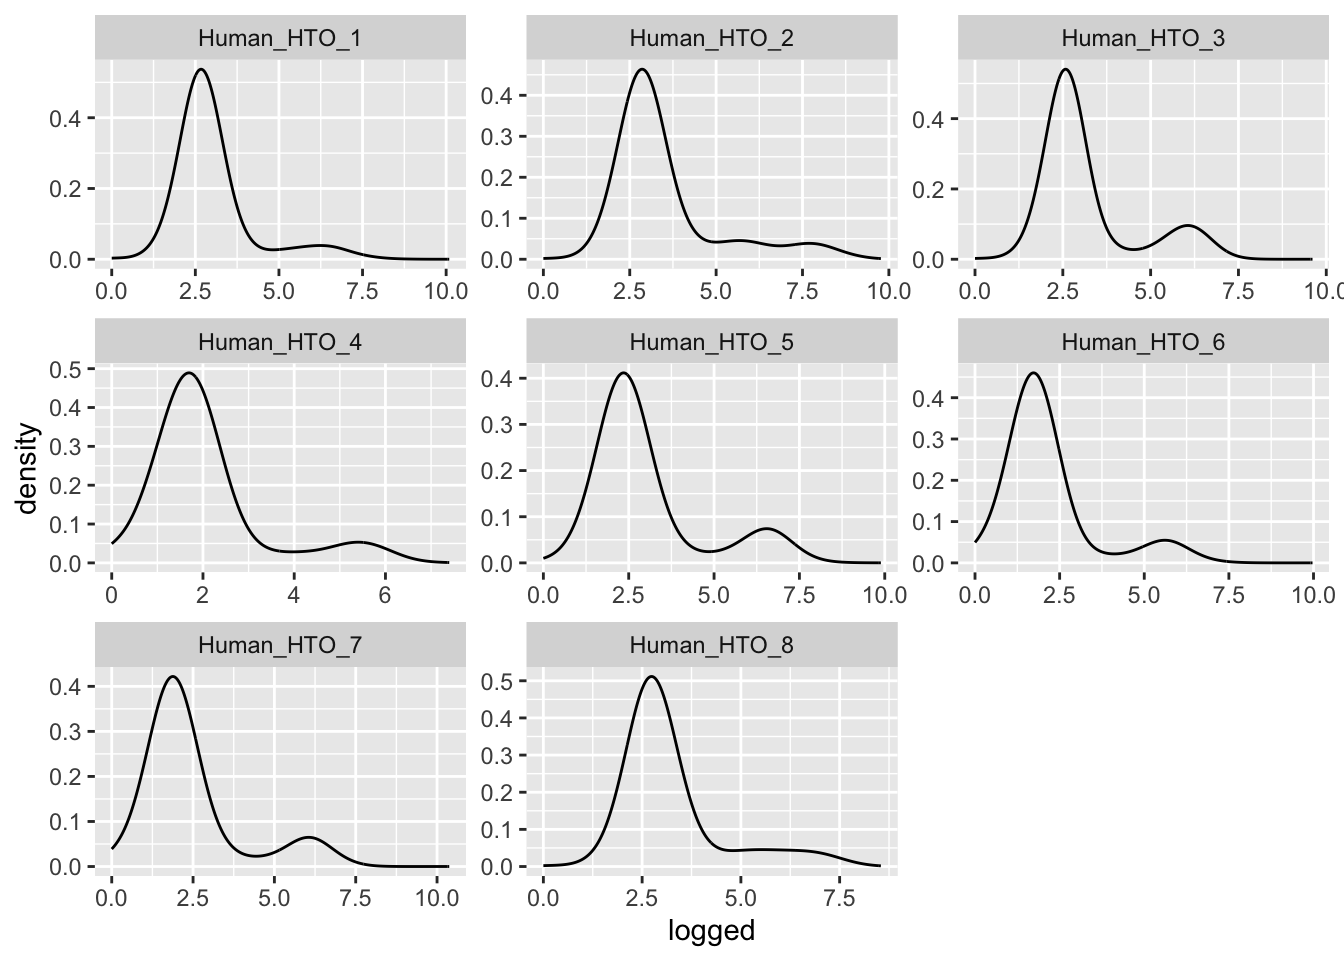 Human_HTO_1 Human_HTO_2 Human_HTO_3
0.4 0.4 0.4
0.3
0.2 0.2 0.2
0.1
0.0 0.0 0.0
0.0 2.5 5.0 7.5 10.0 0.0 2.5 5.0 7.5 10.0 0.0 2.5 5.0 7.5 10.0
Human_HTO_4 Human_HTO_5 Human_HTO_6
0.5
0.4 0.4 0.4
0.3 0.3 0.3
0.2 0.2 0.2
0.1 0.1 0.1
0.0 0.0 0.0
0 2 4 6 0.0 2.5 5.0 7.5 10.0 0.0 2.5 5.0 7.5 10.0
density
Human_HTO_7 Human_HTO_8
0.5
0.4 0.4
0.3 0.3
0.2 0.2
0.1 0.1
0.0 0.0
0.0 2.5 5.0 7.5 10.0 0.0 2.5 5.0 7.5
logged